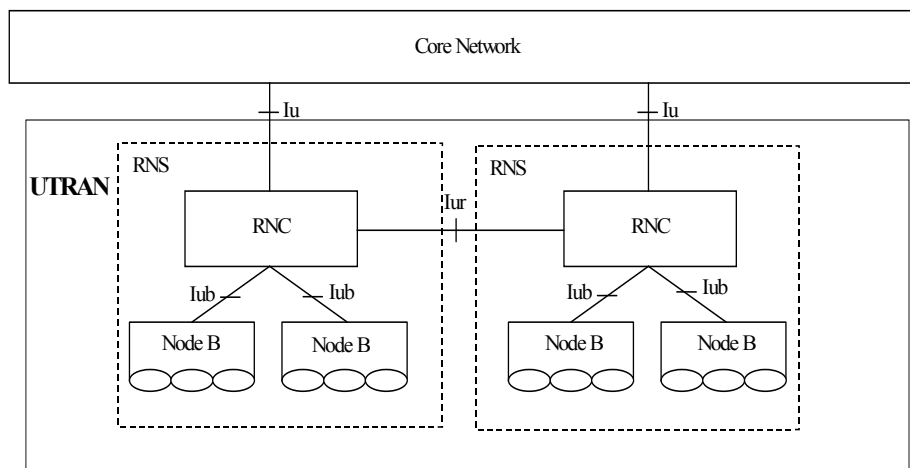 Core Network
Iu
Iu
UTRAN
RNS
RNS
RNC
Iur
RNC
Iub
Iub
Iub
Iub
Node B
Node B
Node B
Node B